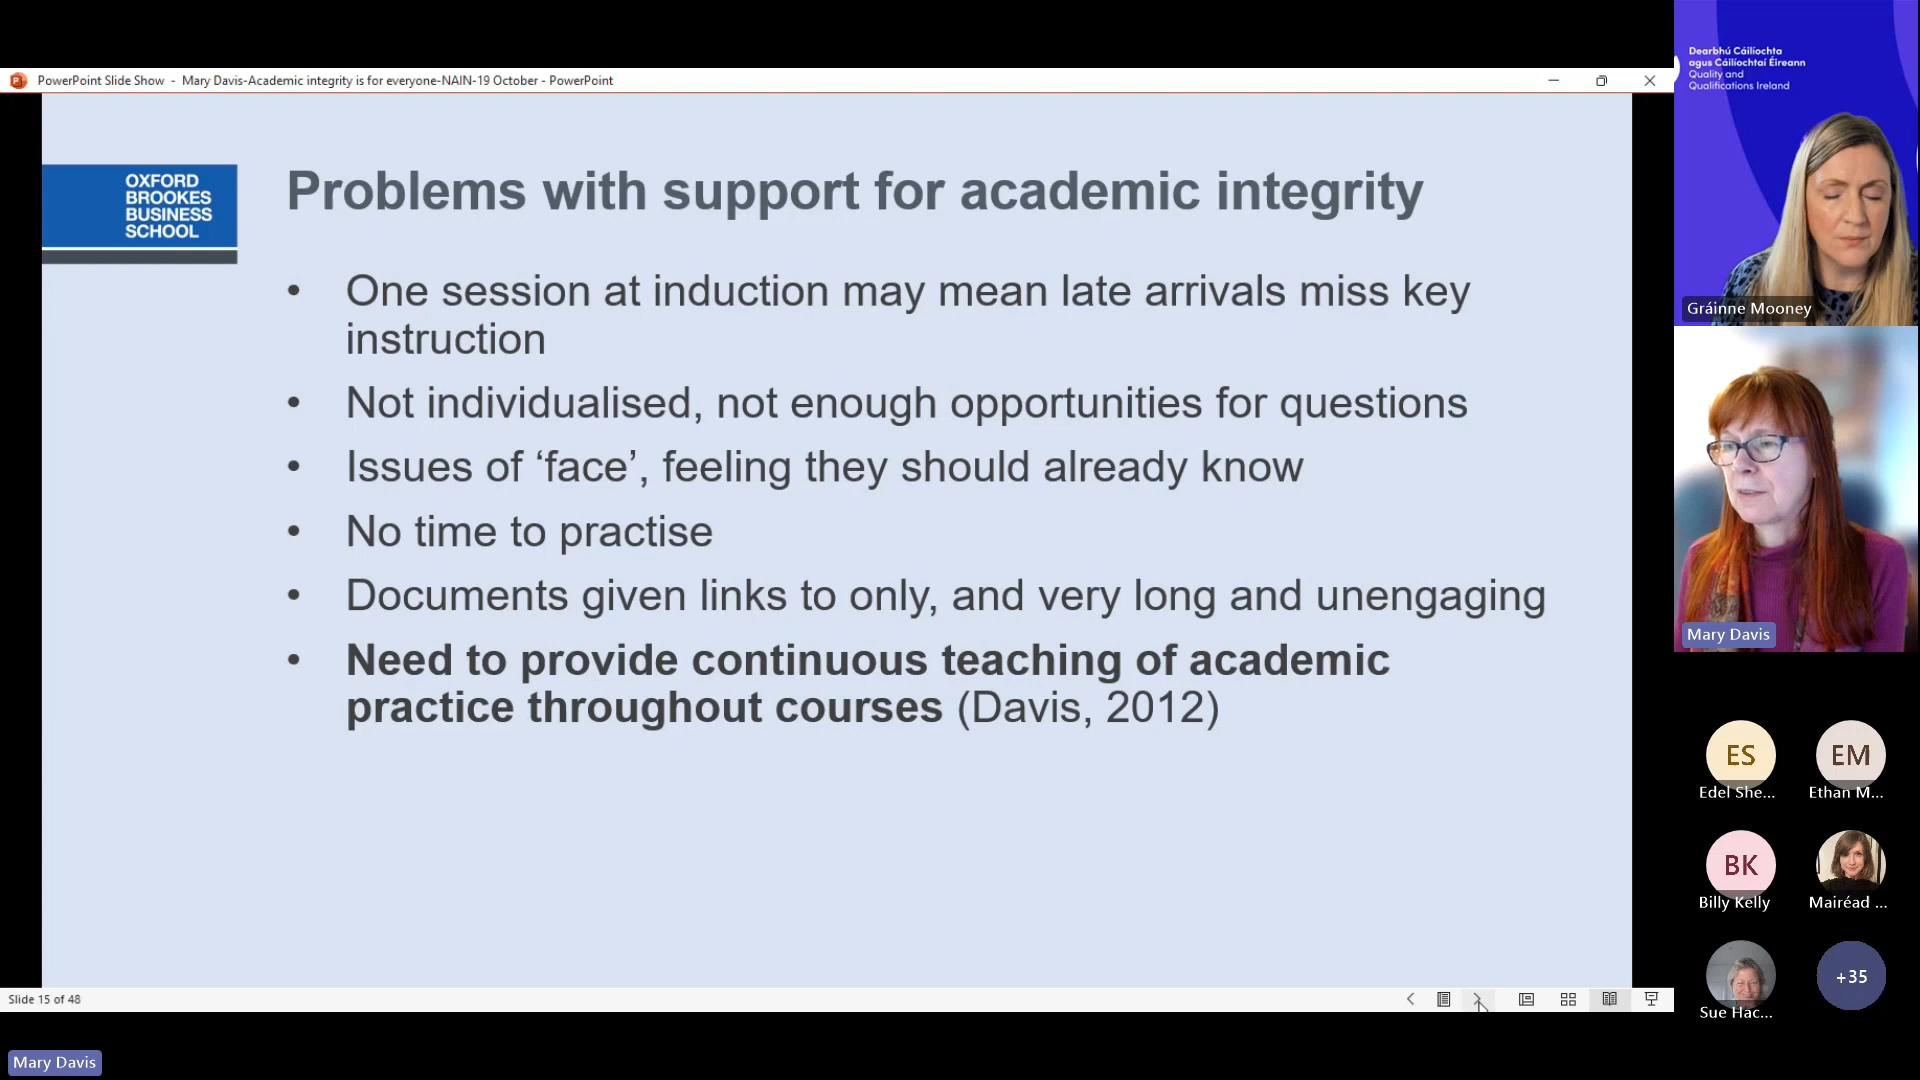 PowerPoint Slide Show - Mary Davis-Academic integrity is for everyone-NAIN-19 October - PowerPoint
OXFORD
BROOKES
BUSINESS
SCHOOL
Problems with support for academic integrity
• One session at induction may mean late arrivals miss key
instruction
• Not individualised, not enough opportunities for questions
• Issues of ‘face’, feeling they should already know
• No time to practise
• Documents given links to only, and very long and unengaging
• Need to provide continuous teaching of academic
practice throughout courses (Davis, 2012)
Slide 15 of 48
Mary Davis
Dearbhú Cáilíochta
agus Cáilíochtaí Éireann
Quality and
Qualifications Ireland
Gráinne Mooney
Mary Davis
ES
Edel She...
EM
Ethan M...
BK
Billy Kelly
Mairéad ...
Sue Hac...
+35